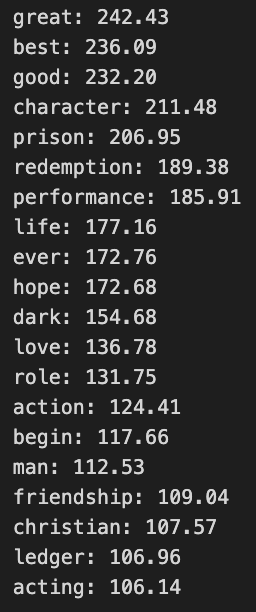 great: 242.43
best: 236.09
good: 232.20
character: 211.48
prison: 206.95
redemption: 189.38
performance: 185.91
life: 177.16
ever: 172.76
hope: 172.68
dark: 154.68
love: 136.78
role: 131.75
action: 124.41
begin: 117.66
man: 112.53
friendship: 109.04
christian: 107.57
ledger: 106.96
acting: 106.14